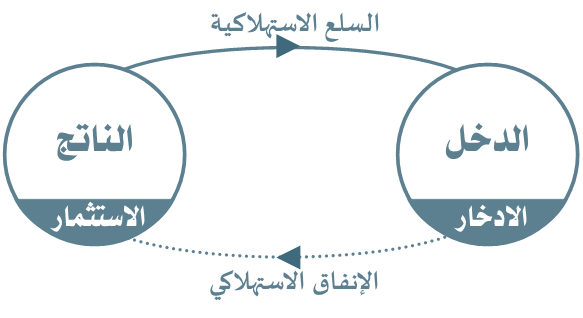 السلع الاستهلاكية
الدخل
الناتج
الادخار
الاستثمار
الإنفاق الاستهلاكي